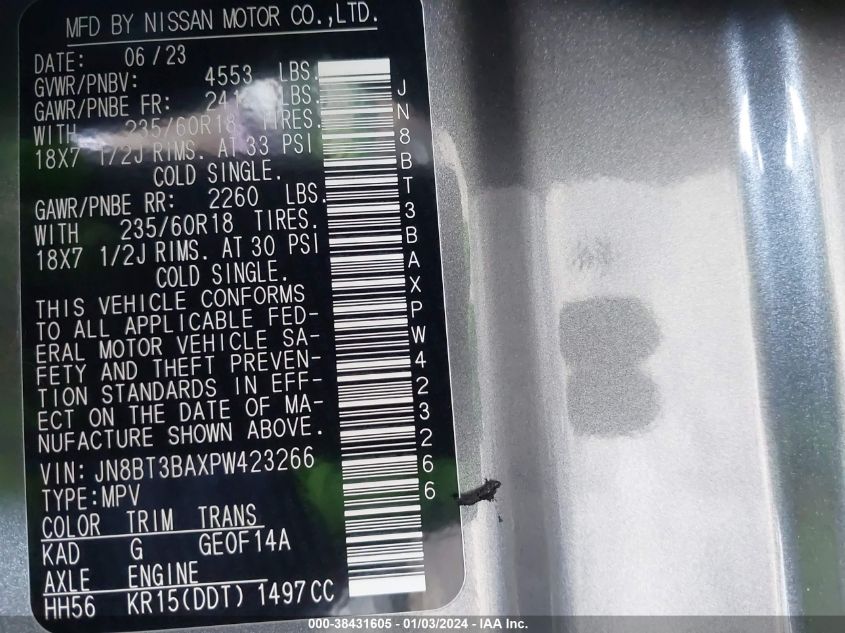 MFD BY NISSAN MOTOR CO.,LTD.
DATE: 06/23
GVWR/PNBV: 4553 LBS.
GAWR/PNBE FR: LBS.
WITH 235/60R18 TIRES.
18X7 1/2J RIMS. AT 33 PSI
COLD SINGLE.
GAWR/PNBE RR: 2260 LBS.
WITH 235/60R18 TIRES.
18X7 1/2J RIMS. AT 30 PSI
COLD SINGLE.
THIS VEHICLE CONFORMS
TO ALL APPLICABLE FED-
ERAL MOTOR VEHICLE SA-
FETY AND THEFT PREVEN-
TION STANDARDS IN EFF-
ECT ON THE DATE OF MA-
NUFACTURE SHOWN ABOVE.
VIN: JN8BT3BAXPW423266
TYPE:MPV
COLOR TRIM TRANS
KAD G GE0F14A
AXLE ENGINE
HH56 KR15(DDT) 1497CC
JN8BT3BAXPW423266
000-38431605 - 01/03/2024 - IAA Inc.